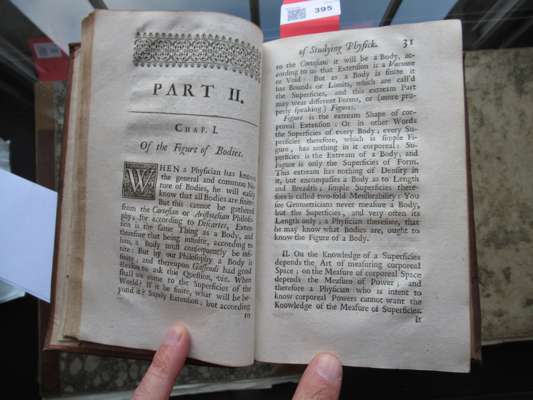 395
PART II.
CHAP. I.
Of the Figure of Bodies.
WHEN a Physician has known
the general and common Na-
ture of Bodies, he will easily
know that all Bodies are finite.
But this cannot be gathered
from the Cartesian or Aristotelian Philoso-
phy, for according to Descartes, Exten-
sion is the same Thing as a Body, and
therefore that being infinite, according to
him, a Body must consequently be infi-
nite: But by our Philosophy a Body is
finite, and thereupon Gassendi had good
Reason to ask this Question, viz. When
shall we come to the Superficies of the
World? If it be finite, what will be be-
yond it? Surely Extension; but according
to
of Studying Physick. 31
to the Cartesians it will be a Body, ac-
cording to us that Extension is a Vacuum
or Void: But as a Body is finite it
has Bounds or Limits, which are call'd
the Superficies, and this extream Part
may wear different Forms, or (more pro-
perly speaking) Figures.
Figure is the extream Shape of cor-
poreal Extension: Or in other Words
the Superficies of every Body; every Su-
perficies therefore, which is simple Fi-
gure, has nothing in it corporeal: Su-
perficies is the Extream of a Body, and
Figure is only the Superficies of Form.
This extream has nothing of Density in
it, but encompasses a Body as to Length
and Breadth; simple Superficies there-
fore is called two-fold Mensurability: You
see Geometricians never measure a Body,
but the Superficies, and very often its
Length only; a Physician therefore, that
he may know what Bodies are, ought to
know the Figure of a Body.
II. On the Knowledge of a Superficies
depends the Art of measuring corporeal
Space; on the Measure of corporeal Space
depends the Measure of Power; and
therefore a Physician who is intent to
know corporeal Powers cannot want the
Knowledge of the Measure of Superficies.
It